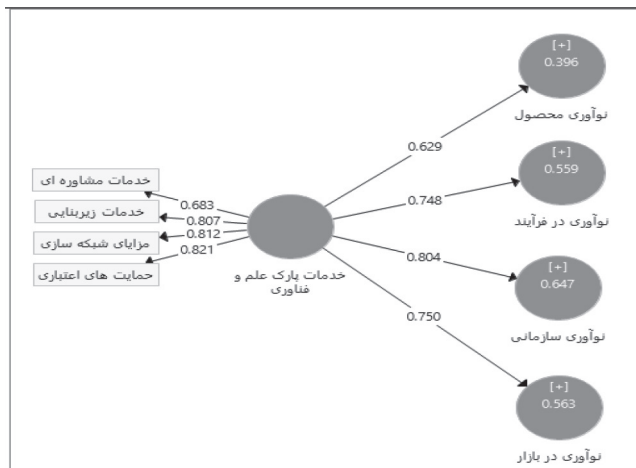 [+]
0.396
نوآوری محصول
0.629
[+]
0.559
نوآوری در فرآیند
0.748
خدمات مشاوره ای
0.683
خدمات زیربنایی
0.807
مزایای شبکه سازی
0.812
حمایت های اعتباری
0.821
خدمات پارک علم و
فناوری
0.804
[+]
0.647
نوآوری سازمانی
0.750
[+]
0.563
نوآوری در بازار